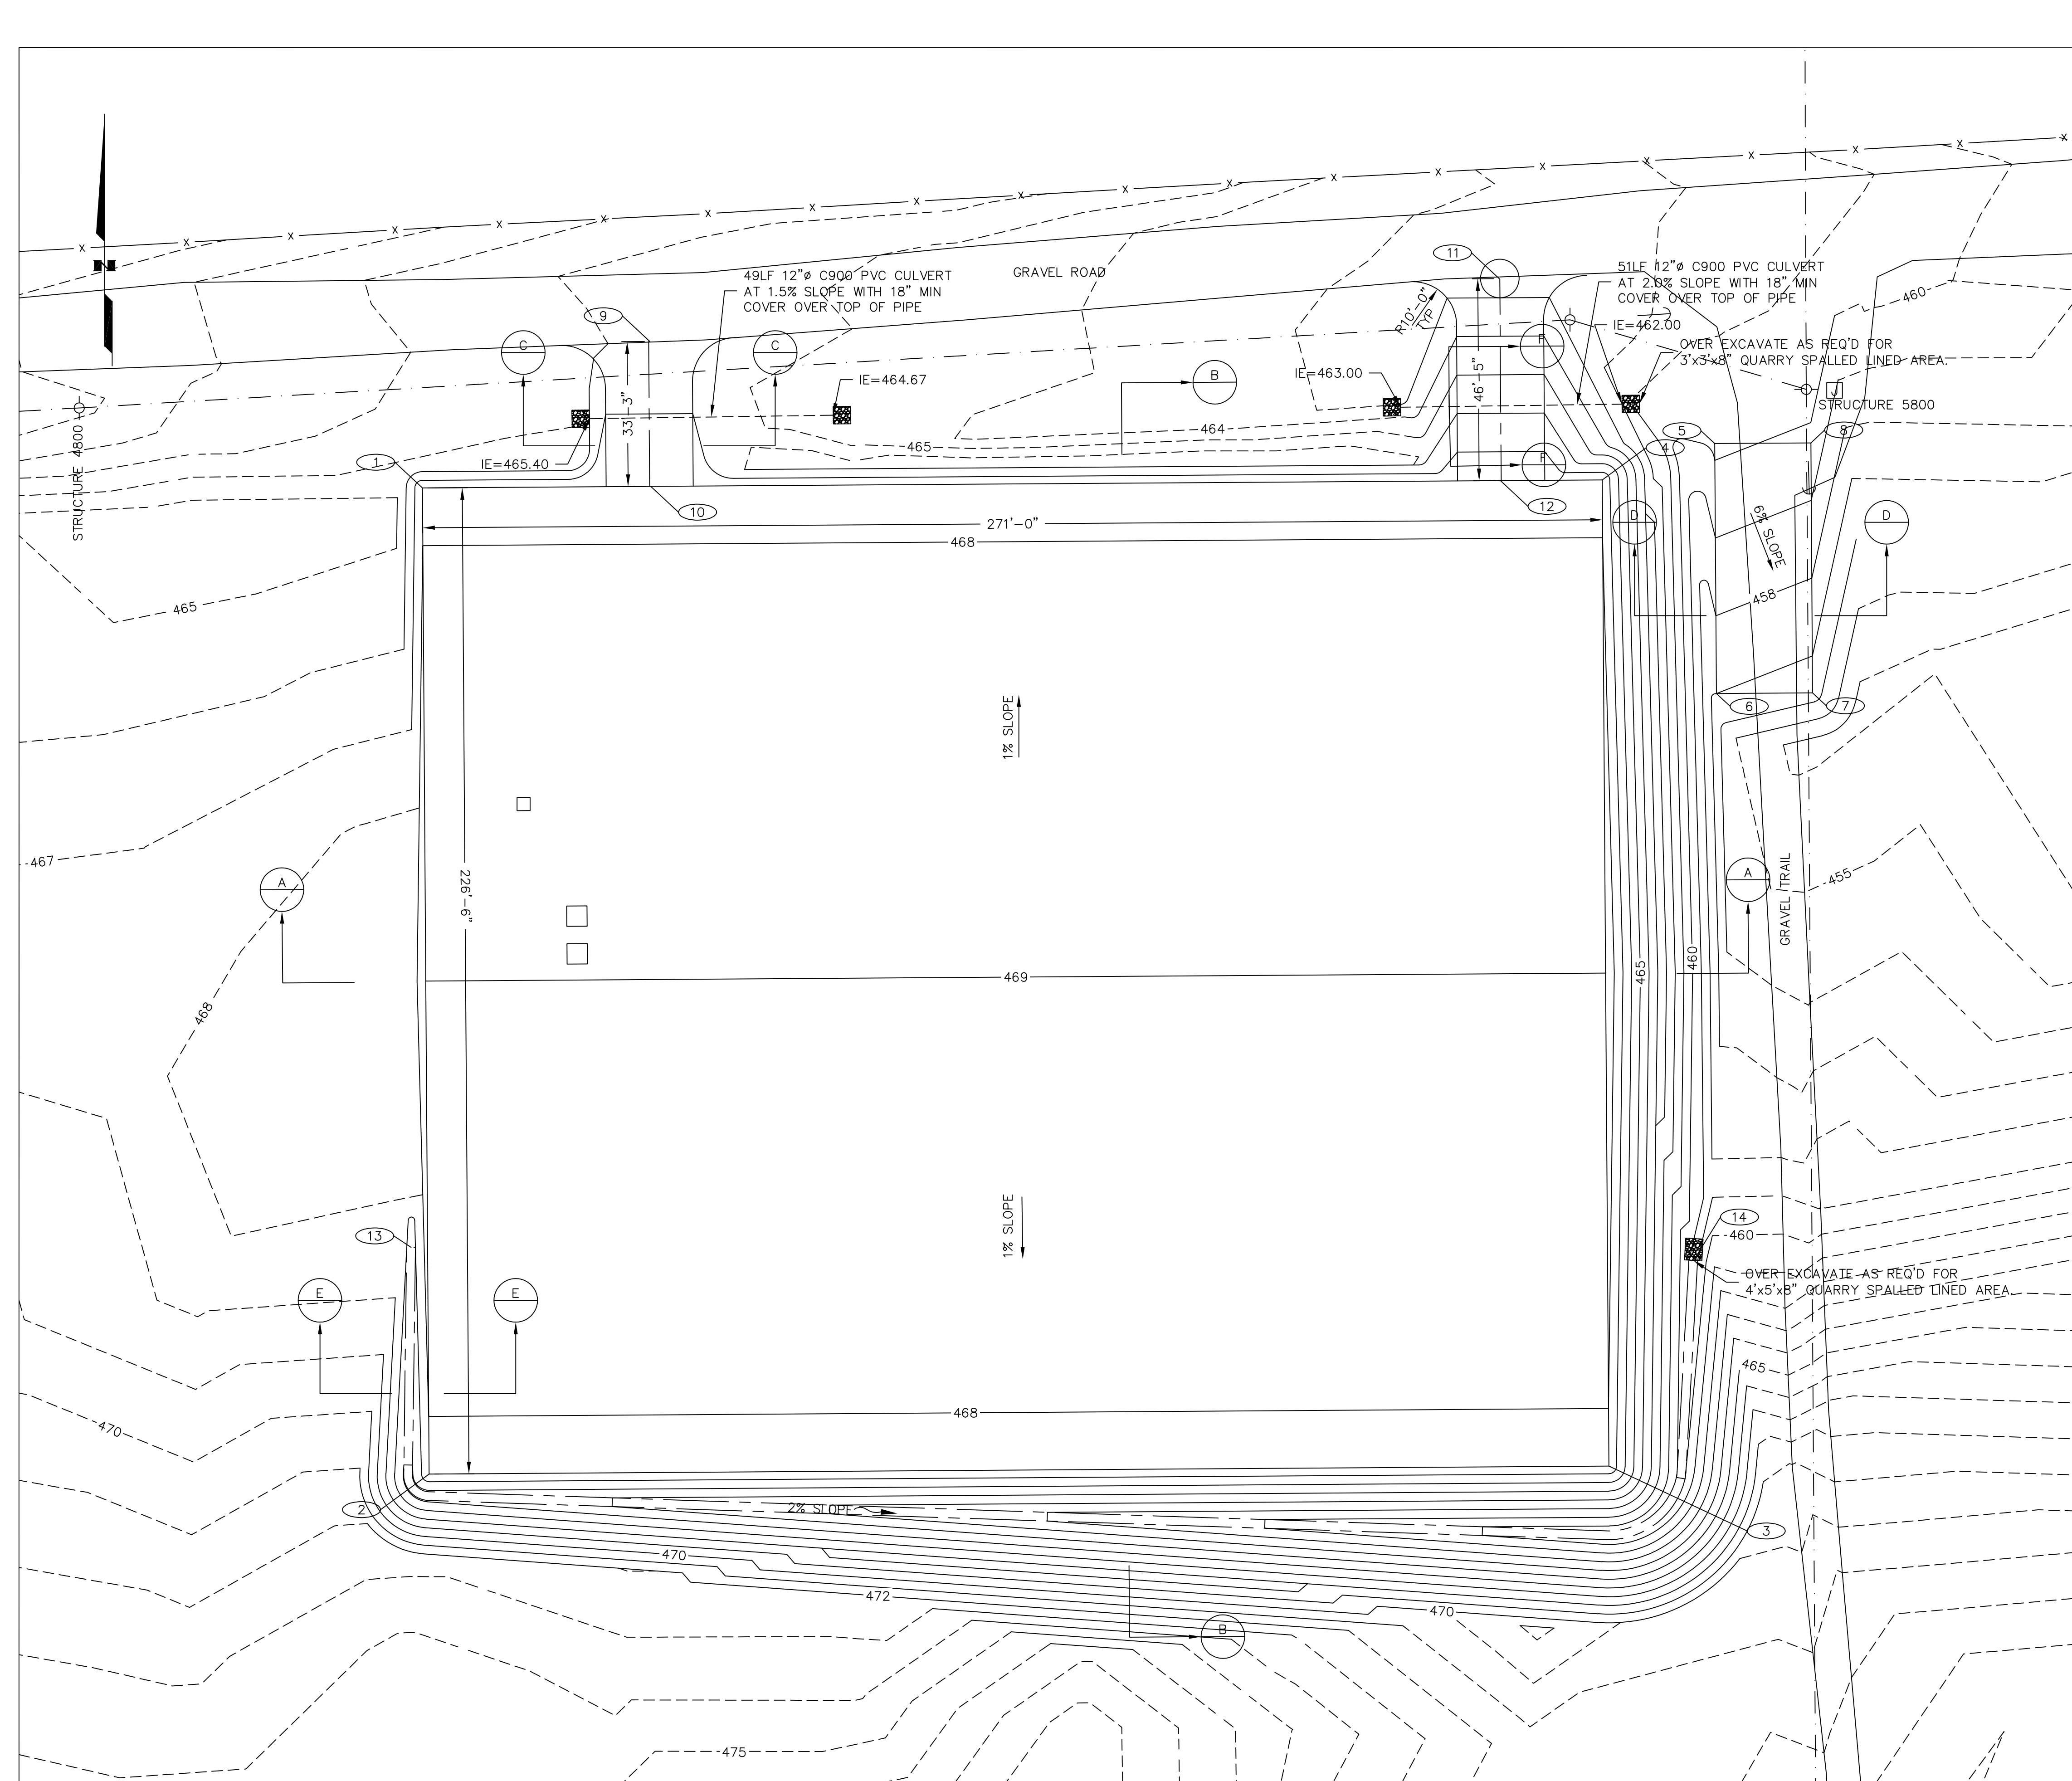 x x x x x x x x x x x x x x x x x x x x
N
11
49LF 12"ø C900 PVC CULVERT
AT 1.5% SLOPE WITH 18" MIN
COVER OVER TOP OF PIPE
GRAVEL ROAD
51LF 12"ø C900 PVC CULVERT
AT 2.0% SLOPE WITH 18" MIN
COVER OVER TOP OF PIPE
460
9
R10'-0"
TYP
IE=462.00
C
C
F
OVER EXCAVATE AS REQ'D FOR
3'x3'x8" QUARRY SPALLED LINED AREA.
B
IE=464.67
IE=463.00
46'-5"
J
STRUCTURE 5800
33'-3"
464
465
5
8
4
1
IE=465.40
F
STRUCTURE 4800
10
12
271'-0"
468
D
D
6% SLOPE
465
458
6
7
1% SLOPE
467
A
226'-6"
A
GRAVEL TRAIL
455
468
469
465
460
1% SLOPE
13
14
460
E
E
OVER EXCAVATE AS REQ'D FOR
4'x5'x8" QUARRY SPALLED LINED AREA.
465
470
468
2
2% SLOPE
3
470
472
470
B
475